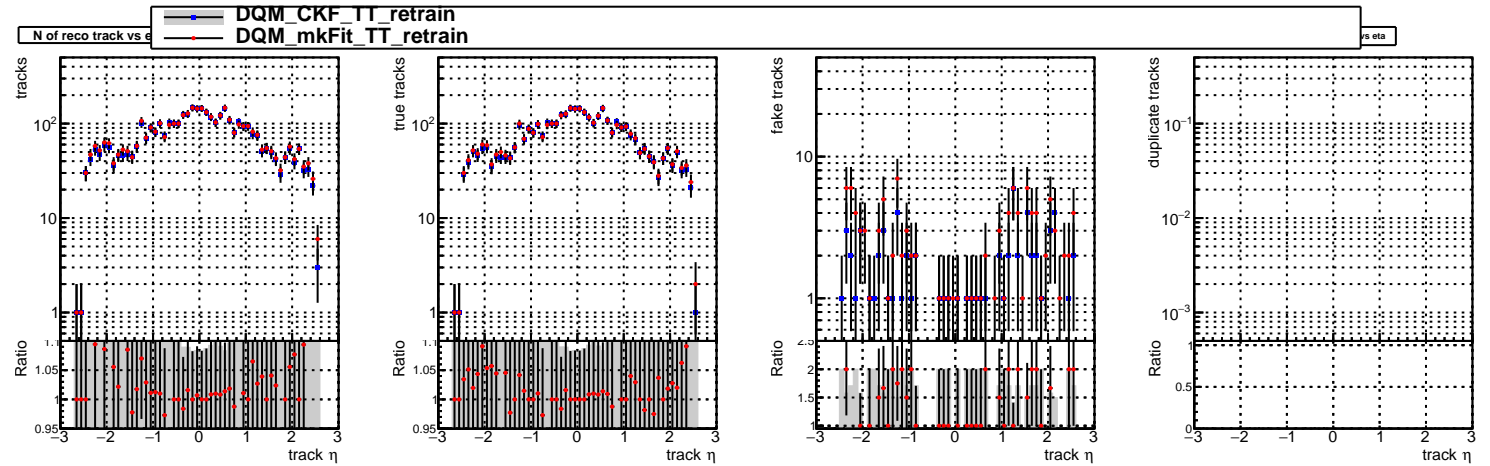 DQM_CKF_TT_retrain
DQM_mkFit_TT_retrain
N of reco track vs e
vs eta
tracks
10²
10
1
Ratio
1.1
1.05
1
0.95
−3 −2 −1 0 1 2 3
track η
true tracks
10²
10
1
Ratio
1.1
1.05
1
0.95
−3 −2 −1 0 1 2 3
track η
fake tracks
10
1
Ratio
2.5
2
1.5
1
−3 −2 −1 0 1 2 3
track η
duplicate tracks
10⁻¹
10⁻²
10⁻³
Ratio
1
0.5
0
−3 −2 −1 0 1 2 3
track η